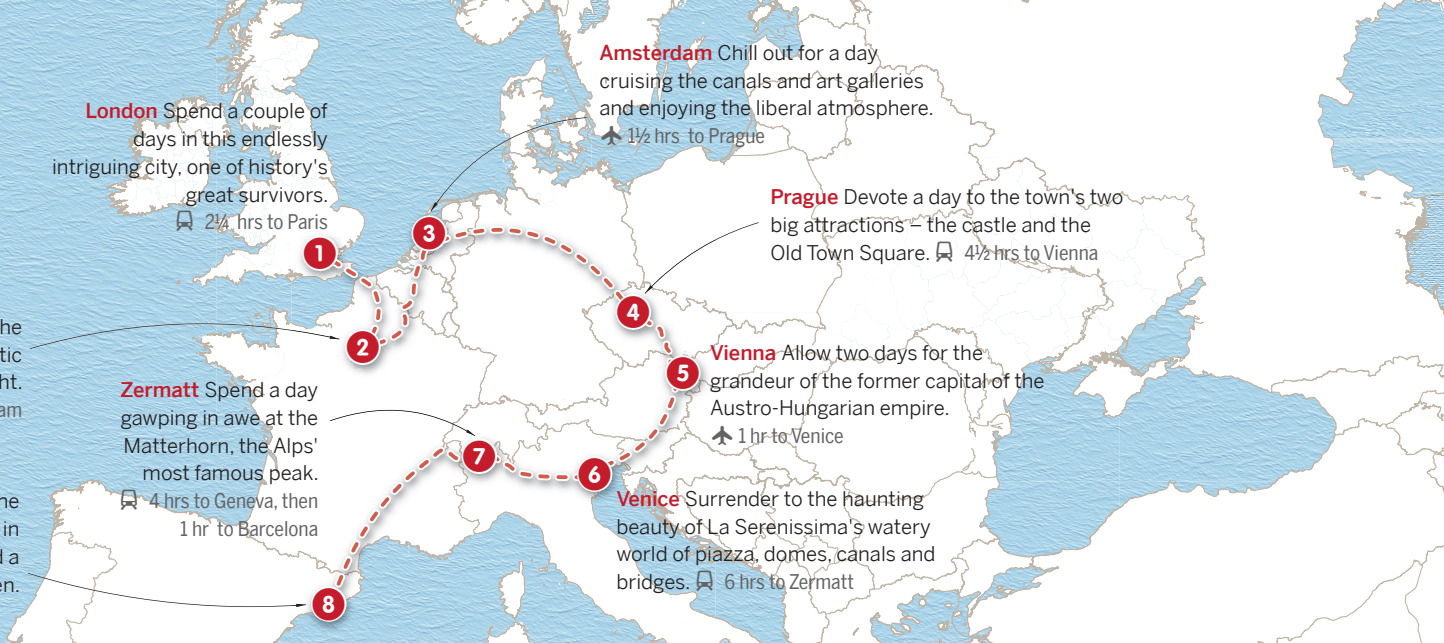 London Spend a couple of
days in this endlessly
intriguing city, one of history's
great survivors.
2¼ hrs to Paris
Amsterdam Chill out for a day
cruising the canals and art galleries
and enjoying the liberal atmosphere.
1½ hrs to Prague
Prague Devote a day to the town's two
big attractions – the castle and the
Old Town Square. 4½ hrs to Vienna
1
2
3
4
5
6
7
8
he
tic
ht.
am
Zermatt Spend a day
gawping in awe at the
Matterhorn, the Alps'
most famous peak.
4 hrs to Geneva, then
1 hr to Barcelona
Vienna Allow two days for the
grandeur of the former capital of the
Austro-Hungarian empire.
1 hr to Venice
Venice Surrender to the haunting
beauty of La Serenissima's watery
world of piazza, domes, canals and
bridges. 6 hrs to Zermatt
ne
in
d a
en.